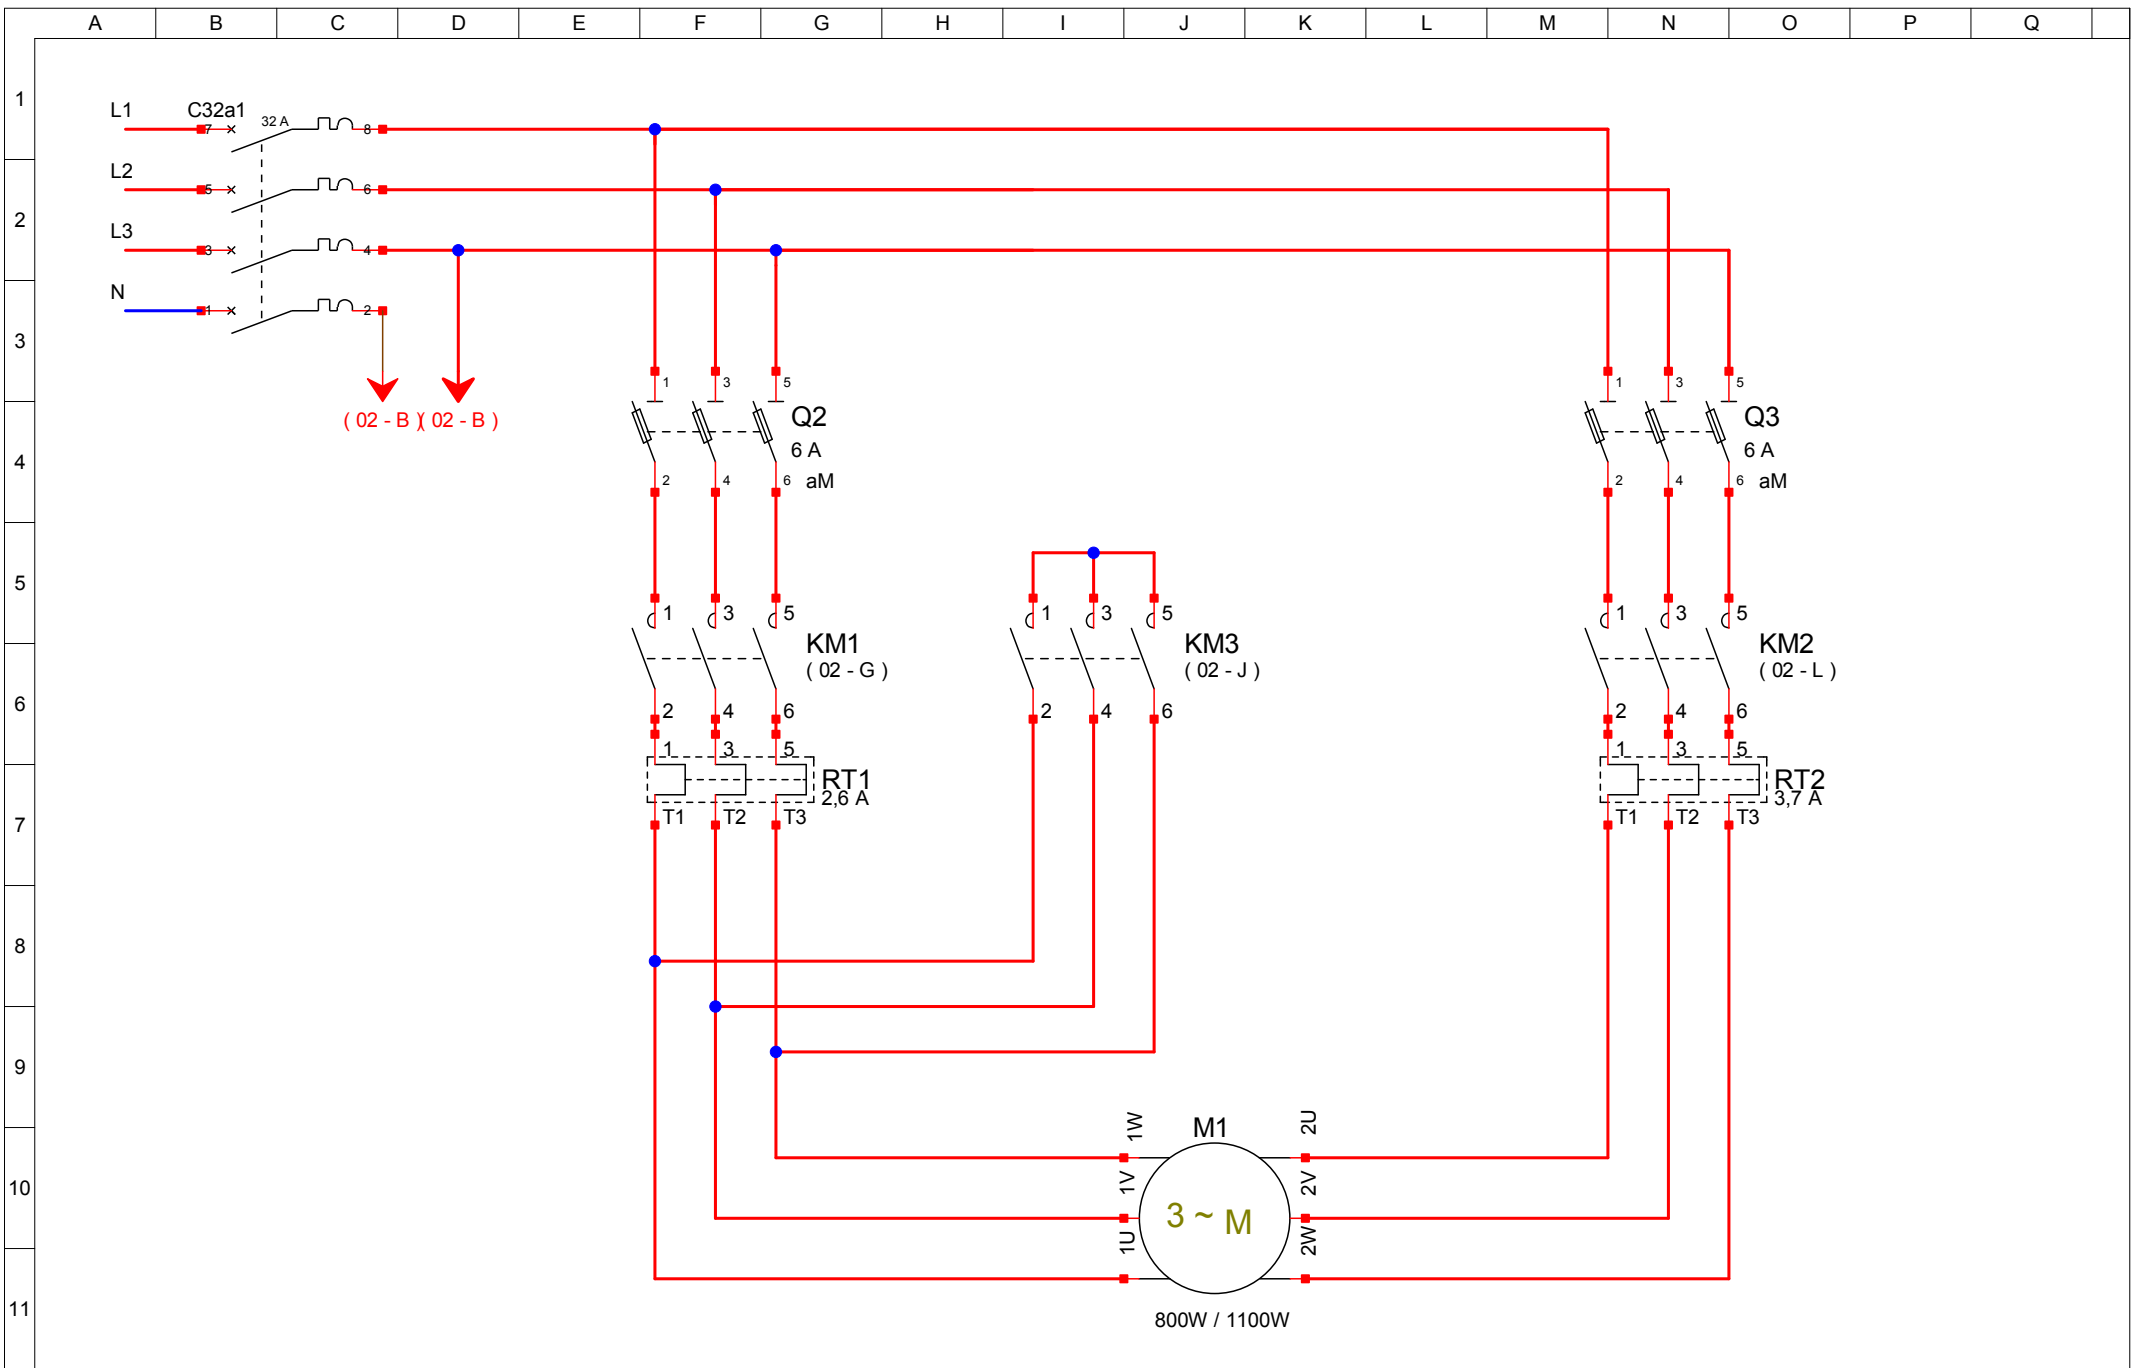 A B C D E F G H I J K L M N O P Q
1
L1 C32a1
7 32 A 8
L2
5 6
2
L3
3 4
N
1 2
3
1 3 5 1 3 5
( 02 - B ) ( 02 - B ) Q2 Q3
4 6 A 6 A
2 4 6 aM 2 4 6 aM
5
1 3 5 1 3 5 1 3 5
KM1 KM3 KM2
( 02 - G ) ( 02 - J ) ( 02 - L )
6
2 4 6 2 4 6 2 4 6
1 3 5 1 3 5
RT1 RT2
2,6 A 3,7 A
7 T1 T2 T3 T1 T2 T3
8
9
1W M1 2U
10 1V 2V
3 ~ M
1U 2W
11
800W / 1100W